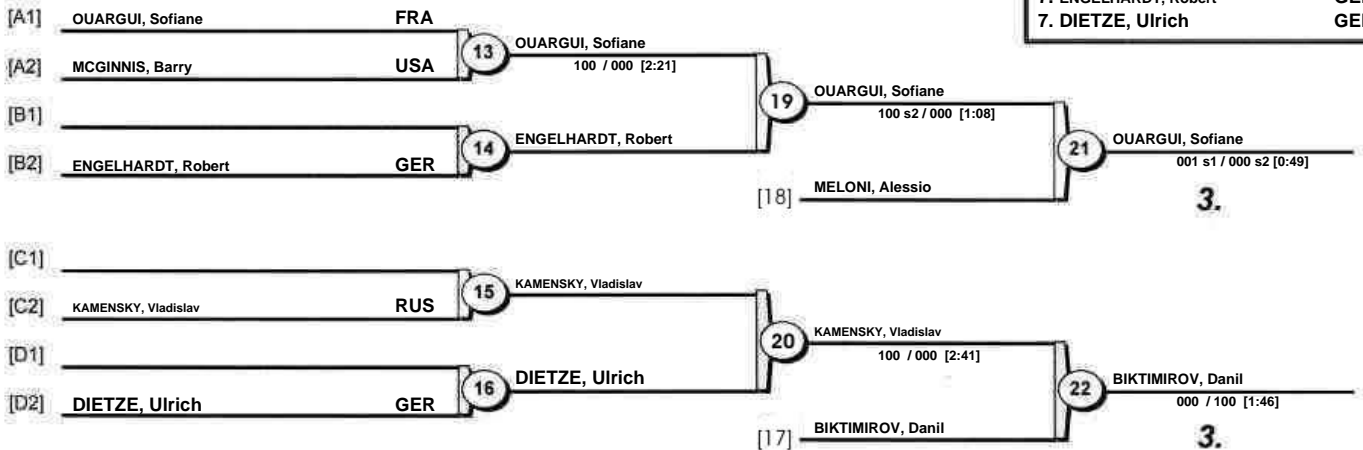 7. ENGELHARDT, Robert
7. DIETZE, Ulrich
[A1] OUARGUI, Sofiane FRA
[A2] MCGINNIS, Barry USA
13 OUARGUI, Sofiane
100 / 000 [2:21]
[B1]
[B2] ENGELHARDT, Robert GER
14 ENGELHARDT, Robert
19 OUARGUI, Sofiane
100 s2 / 000 [1:08]
[18] MELONI, Alessio
21 OUARGUI, Sofiane
001 s1 / 000 s2 [0:49]
3.
[C1]
[C2] KAMENSKY, Vladislav RUS
15 KAMENSKY, Vladislav
[D1]
[D2] DIETZE, Ulrich GER
16 DIETZE, Ulrich
20 KAMENSKY, Vladislav
100 / 000 [2:41]
[17] BIKTIMIROV, Danil
22 BIKTIMIROV, Danil
000 / 100 [1:46]
3.